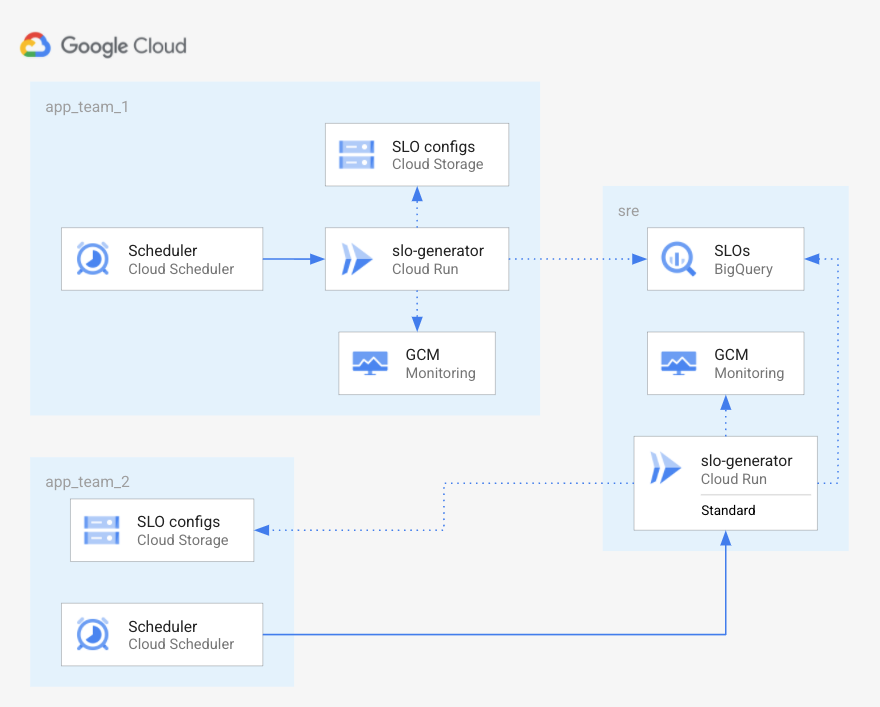 Google Cloud
app_team_1
SLO configs
Cloud Storage
Scheduler
Cloud Scheduler
slo-generator
Cloud Run
GCM
Monitoring
sre
SLOs
BigQuery
GCM
Monitoring
slo-generator
Cloud Run
Standard
app_team_2
SLO configs
Cloud Storage
Scheduler
Cloud Scheduler